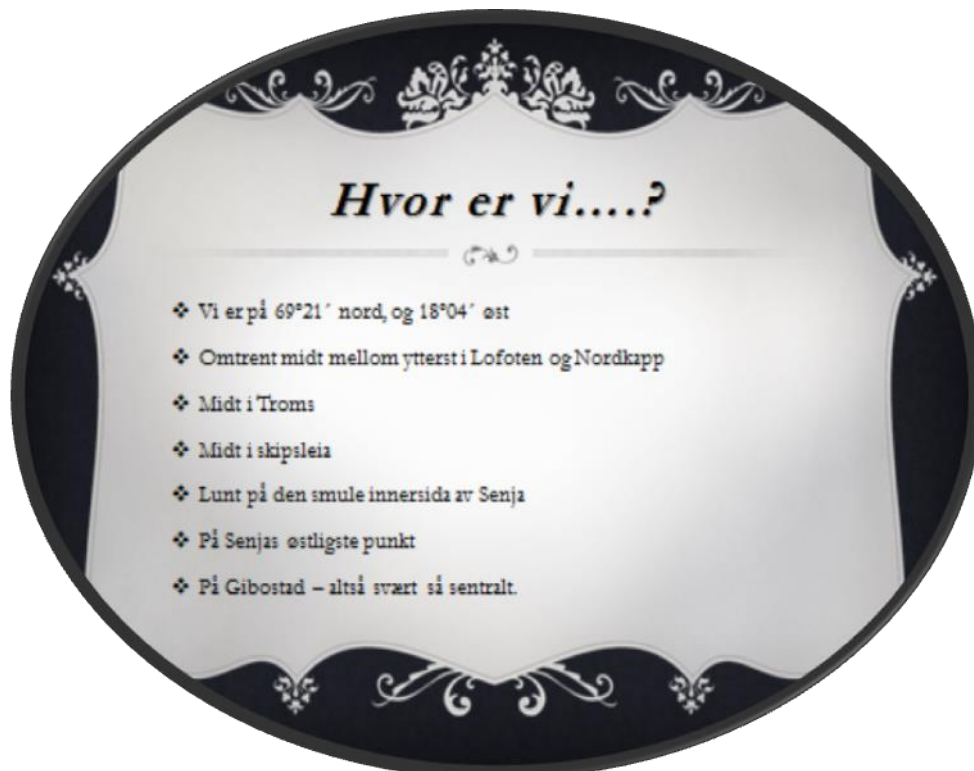 Hvor er vi....?
❖ Vi er på 69°21´ nord, og 18°04´ øst
❖ Omtrent midt mellom ytterst i Lofoten og Nordkapp
❖ Midt i Troms
❖ Midt i skipsleia
❖ Lunt på den smule innersida av Senja
❖ På Senjas østligste punkt
❖ På Gibostad – altså svært så sentralt.